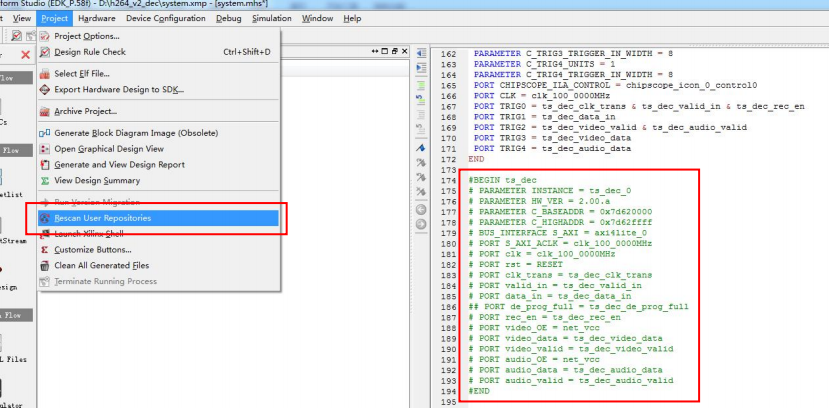 form Studio (EDK_P.58f) - D:\h264_v2_dec\system.xmp - [system.mhs*]
t View Project Hardware Device Configuration Debug Simulation Window Help
Project Options...
Design Rule Check Ctrl+Shift+D
Select Elf File...
Export Hardware Design to SDK...
Archive Project...
Generate Block Diagram Image (Obsolete)
Open Graphical Design View
Generate and View Design Report
View Design Summary
Run Version Migration
Rescan User Repositories
Launch Xilinx Shell
Customize Buttons...
Clean All Generated Files
Terminate Running Process
Flow
Cs
Flow
etlist
tStream
esign
Flow
L Files
ulator
162 PARAMETER C_TRIG3_TRIGGER_IN_WIDTH = 8
163 PARAMETER C_TRIG4_UNITS = 1
164 PARAMETER C_TRIG4_TRIGGER_IN_WIDTH = 8
165 PORT CHIPSCOPE_ILA_CONTROL = chipscope_icon_0_control0
166 PORT CLK = clk_100_0000MHz
167 PORT TRIG0 = ts_dec_clk_trans & ts_dec_valid_in & ts_dec_rec_en
168 PORT TRIG1 = ts_dec_data_in
169 PORT TRIG2 = ts_dec_video_valid & ts_dec_audio_valid
170 PORT TRIG3 = ts_dec_video_data
171 PORT TRIG4 = ts_dec_audio_data
172 END
173
174 #BEGIN ts_dec
175 # PARAMETER INSTANCE = ts_dec_0
176 # PARAMETER HW_VER = 2.00.a
177 # PARAMETER C_BASEADDR = 0x7d620000
178 # PARAMETER C_HIGHADDR = 0x7d62ffff
179 # BUS_INTERFACE S_AXI = axi4lite_0
180 # PORT S_AXI_ACLK = clk_100_0000MHz
181 # PORT clk = clk_100_0000MHz
182 # PORT rst = RESET
183 # PORT clk_trans = ts_dec_clk_trans
184 # PORT valid_in = ts_dec_valid_in
185 # PORT data_in = ts_dec_data_in
186 ## PORT de_prog_full = ts_dec_de_prog_full
187 # PORT rec_en = ts_dec_rec_en
188 # PORT video_OE = net_vcc
189 # PORT video_data = ts_dec_video_data
190 # PORT video_valid = ts_dec_video_valid
191 # PORT audio_OE = net_vcc
192 # PORT audio_data = ts_dec_audio_data
193 # PORT audio_valid = ts_dec_audio_valid
194 #END
195